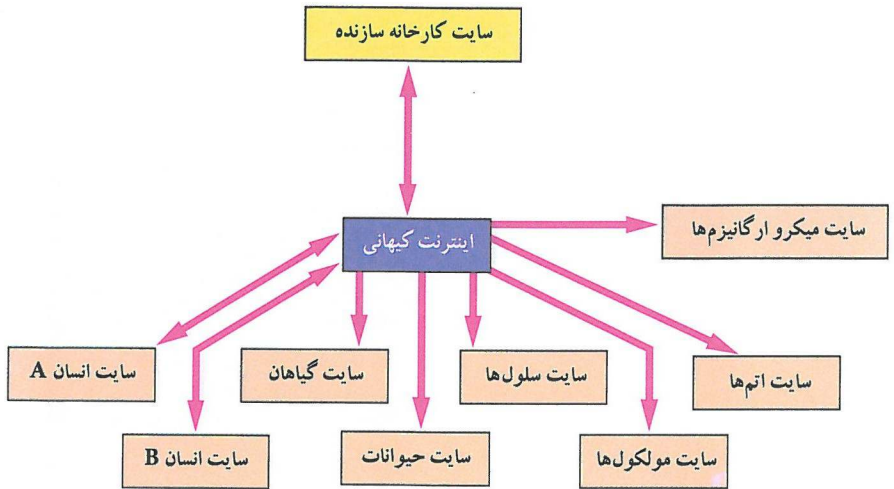 سایت کارخانه سازنده
سایت میکرو ارگانیزم‌ها
اینترنت کیهانی
سایت اتم‌ها
سایت سلول‌ها
سایت گیاهان
سایت انسان A
سایت مولکول‌ها
سایت حیوانات
سایت انسان B